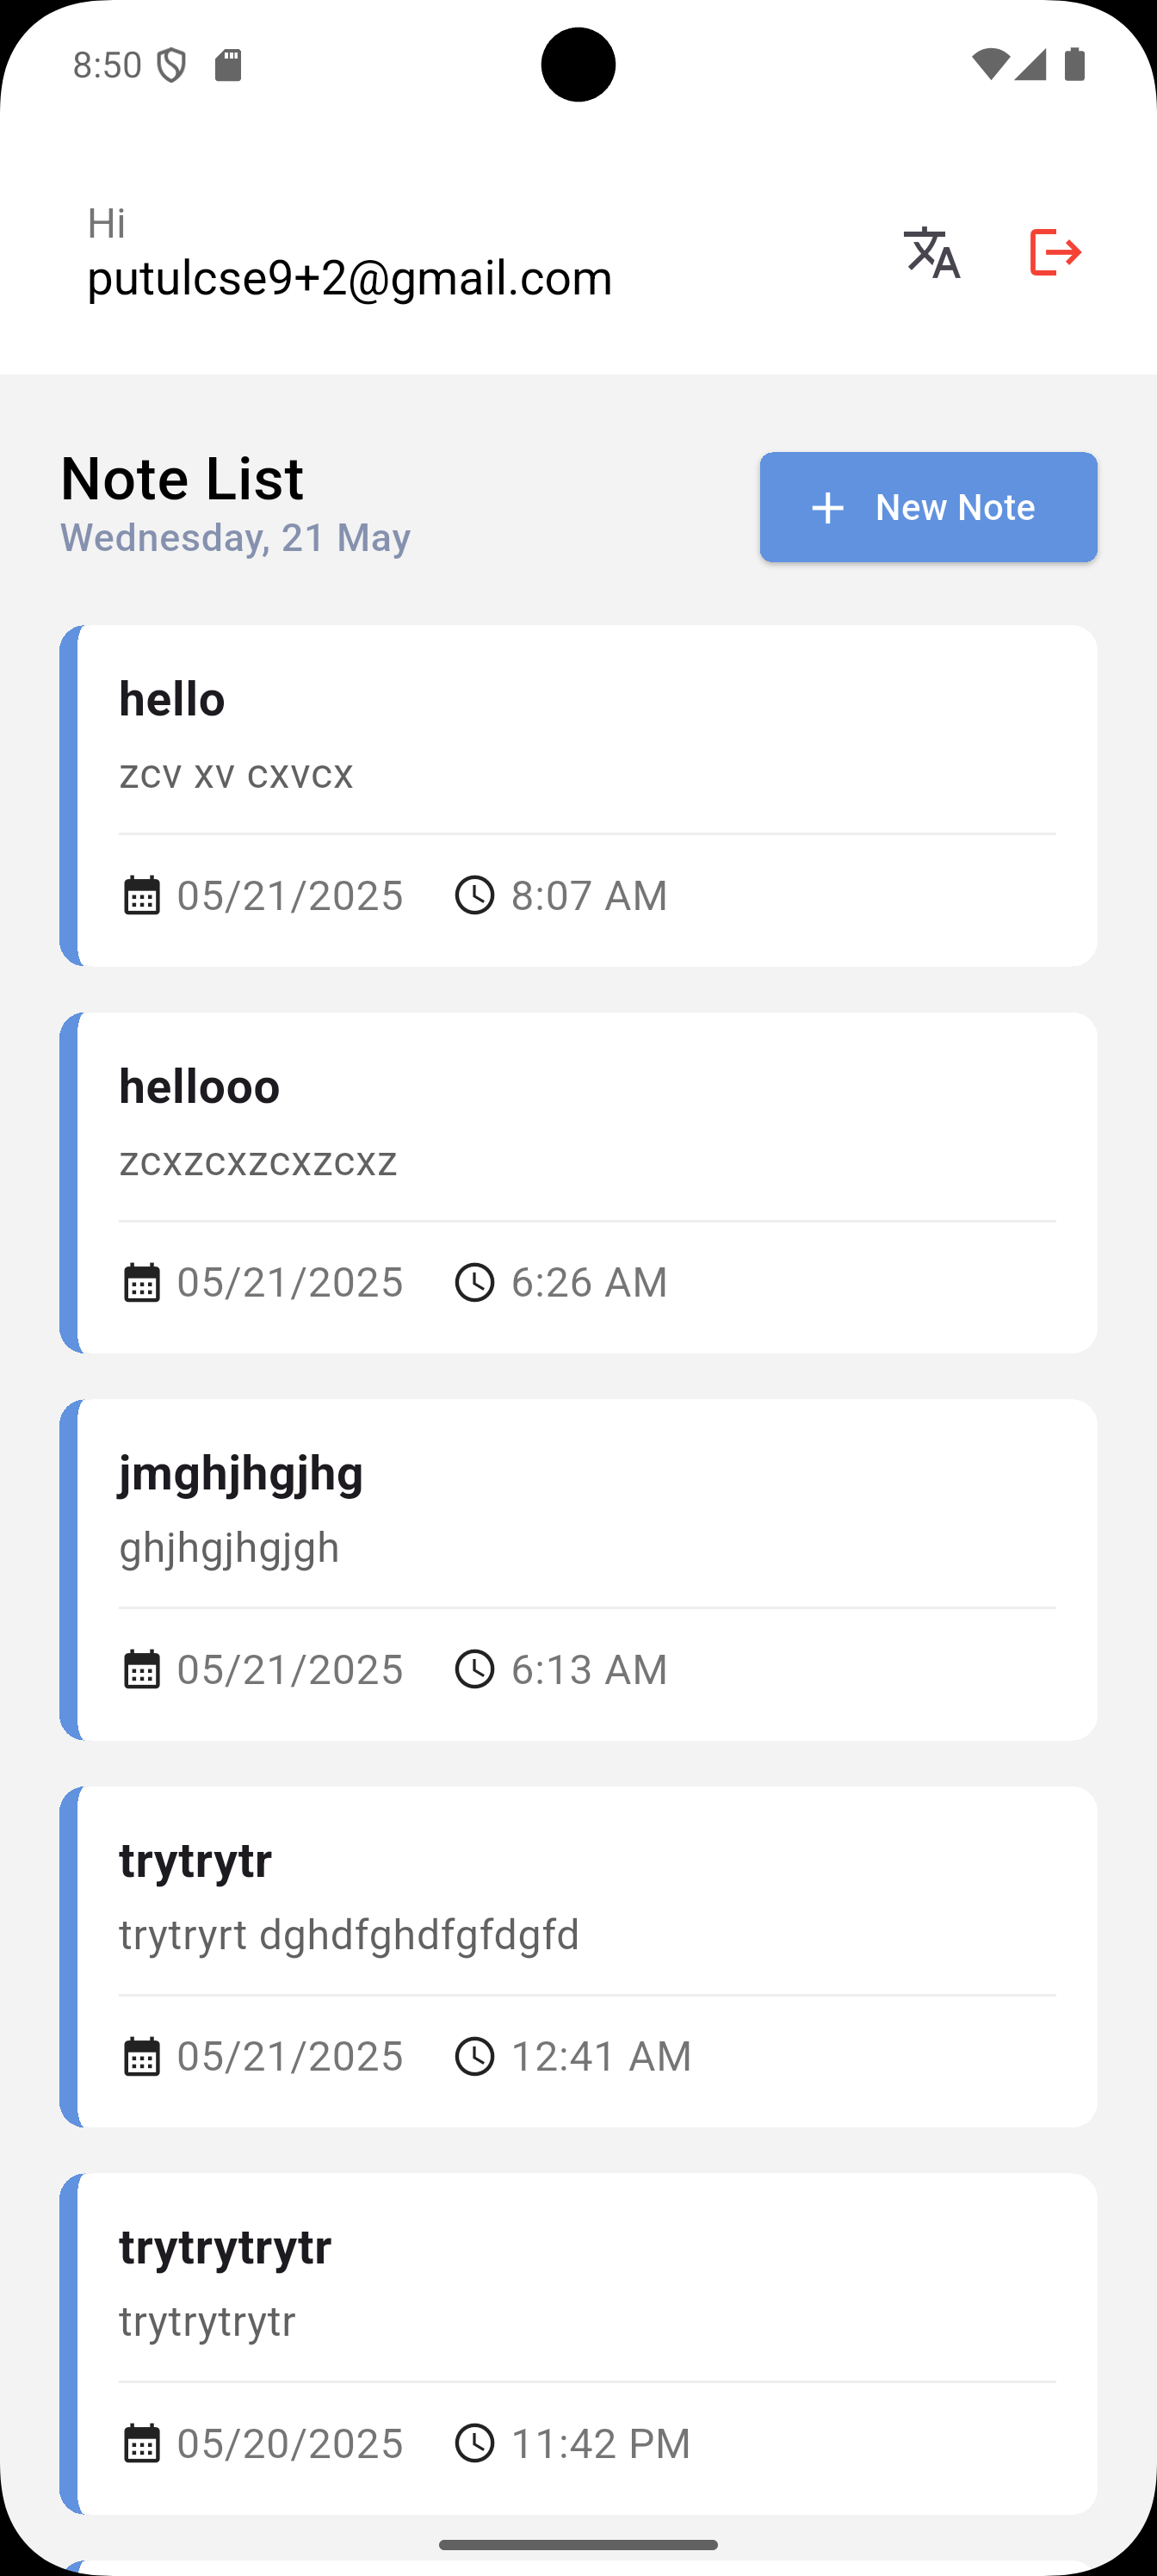 8:50
Hi
putulcse9+2@gmail.com
Note List
Wednesday, 21 May
New Note
hello
zcv xv cxvcx
05/21/2025 8:07 AM
hellooo
zcxzcxzcxzcxz
05/21/2025 6:26 AM
jmghjhgjhg
ghjhgjhgjgh
05/21/2025 6:13 AM
trytrytr
trytryrt dghdfghdfgfdgfd
05/21/2025 12:41 AM
trytrytrytr
trytrytrytr
05/20/2025 11:42 PM